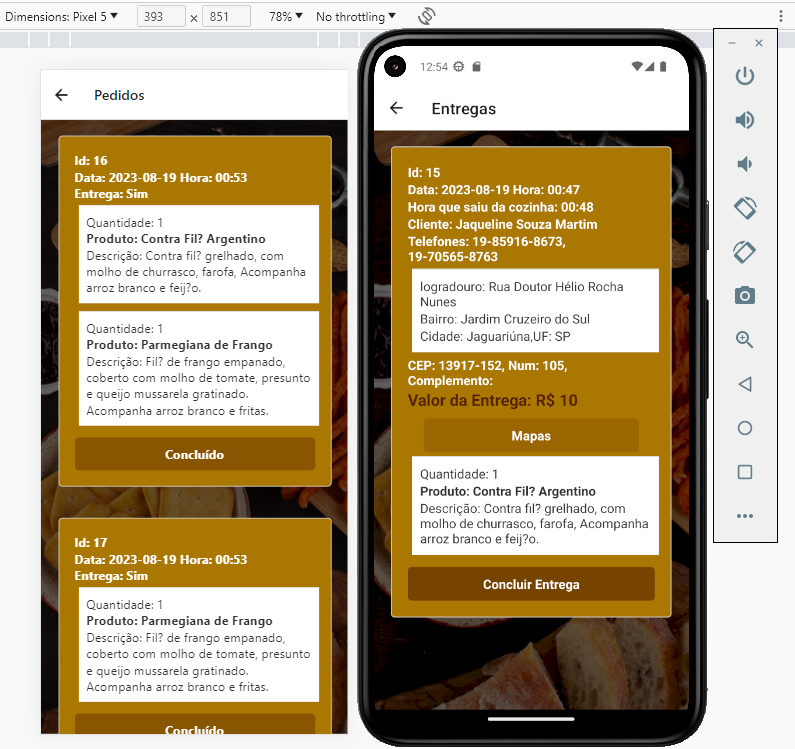 Dimensions: Pixel 5 ▼ 393 × 851 78% ▼ No throttling ▼
Pedidos
Id: 16
Data: 2023-08-19 Hora: 00:53
Entrega: Sim
Quantidade: 1
Produto: Contra Fil? Argentino
Descrição: Contra fil? grelhado, com
molho de churrasco, farofa, Acompanha
arroz branco e feij?o.
Quantidade: 1
Produto: Parmegiana de Frango
Descrição: Fil? de frango empanado,
coberto com molho de tomate, presunto
e queijo mussarela gratinado.
Acompanha arroz branco e fritas.
Concluído
Id: 17
Data: 2023-08-19 Hora: 00:53
Entrega: Sim
Quantidade: 1
Produto: Parmegiana de Frango
Descrição: Fil? de frango empanado,
coberto com molho de tomate, presunto
e queijo mussarela gratinado.
Acompanha arroz branco e fritas.
Concluído
12:54
Entregas
Id: 15
Data: 2023-08-19 Hora: 00:47
Hora que saiu da cozinha: 00:48
Cliente: Jaqueline Souza Martim
Telefones: 19-85916-8673,
19-70565-8763
logradouro: Rua Doutor Hélio Rocha
Nunes
Bairro: Jardim Cruzeiro do Sul
Cidade: Jaguariúna,UF: SP
CEP: 13917-152, Num: 105,
Complemento:
Valor da Entrega: R$ 10
Mapas
Quantidade: 1
Produto: Contra Fil? Argentino
Descrição: Contra fil? grelhado, com
molho de churrasco, farofa, Acompanha
arroz branco e feij?o.
Concluir Entrega